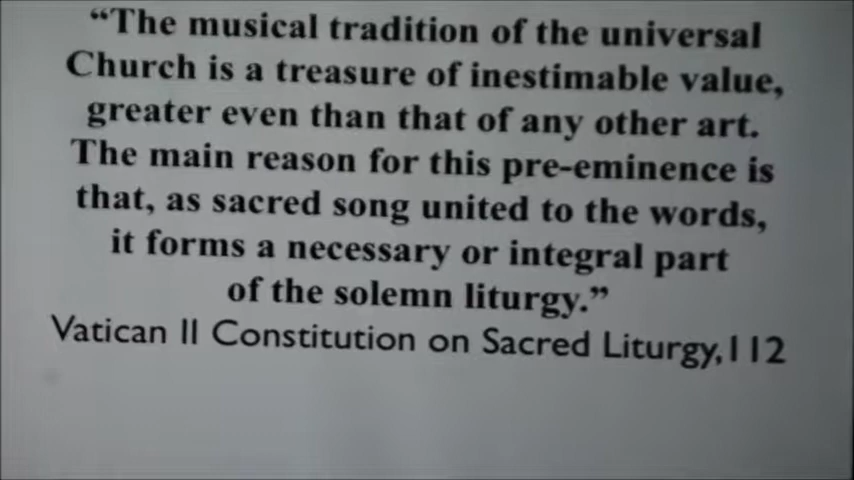 “The musical tradition of the universal
Church is a treasure of inestimable value,
greater even than that of any other art.
The main reason for this pre-eminence is
that, as sacred song united to the words,
it forms a necessary or integral part
of the solemn liturgy.”
Vatican II Constitution on Sacred Liturgy,112